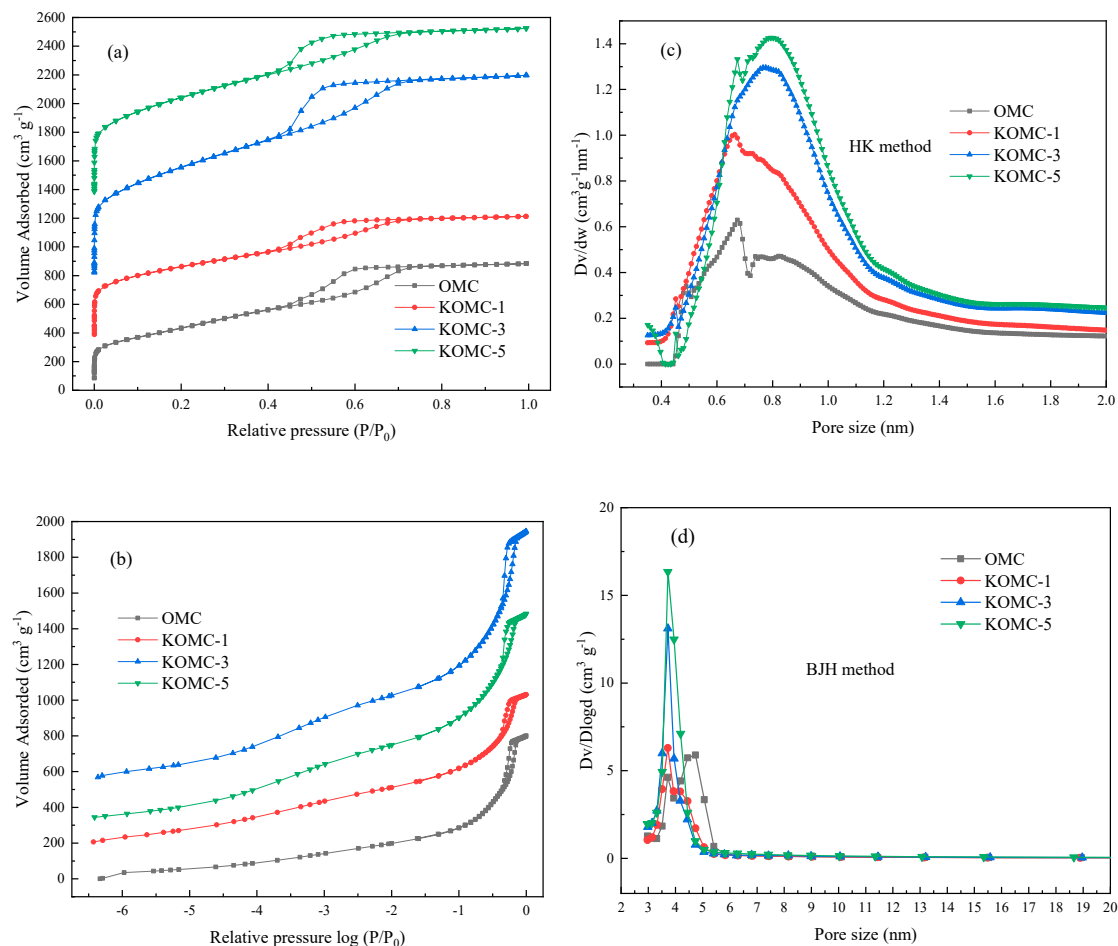 (a)
Volume Adsorbed (cm³ g⁻¹)
2600
2400
2200
2000
1800
1600
1400
1200
1000
800
600
400
200
0
OMC
KOMC-1
KOMC-3
KOMC-5
0.0 0.2 0.4 0.6 0.8 1.0
Relative pressure (P/P₀)
(c)
Dv/dw (cm³g⁻¹nm⁻¹)
1.4
1.2
1.0
0.8
0.6
0.4
0.2
0.0
HK method
OMC
KOMC-1
KOMC-3
KOMC-5
0.4 0.6 0.8 1.0 1.2 1.4 1.6 1.8 2.0
Pore size (nm)
(b)
Volume Adsorded (cm³ g⁻¹)
2000
1800
1600
1400
1200
1000
800
600
400
200
0
OMC
KOMC-1
KOMC-3
KOMC-5
-6 -5 -4 -3 -2 -1 0
Relative pressure log (P/P₀)
(d)
Dv/Dlogd (cm³ g⁻¹)
20
15
10
5
0
OMC
KOMC-1
KOMC-3
KOMC-5
BJH method
2 3 4 5 6 7 8 9 10 11 12 13 14 15 16 17 18 19 20
Pore size (nm)